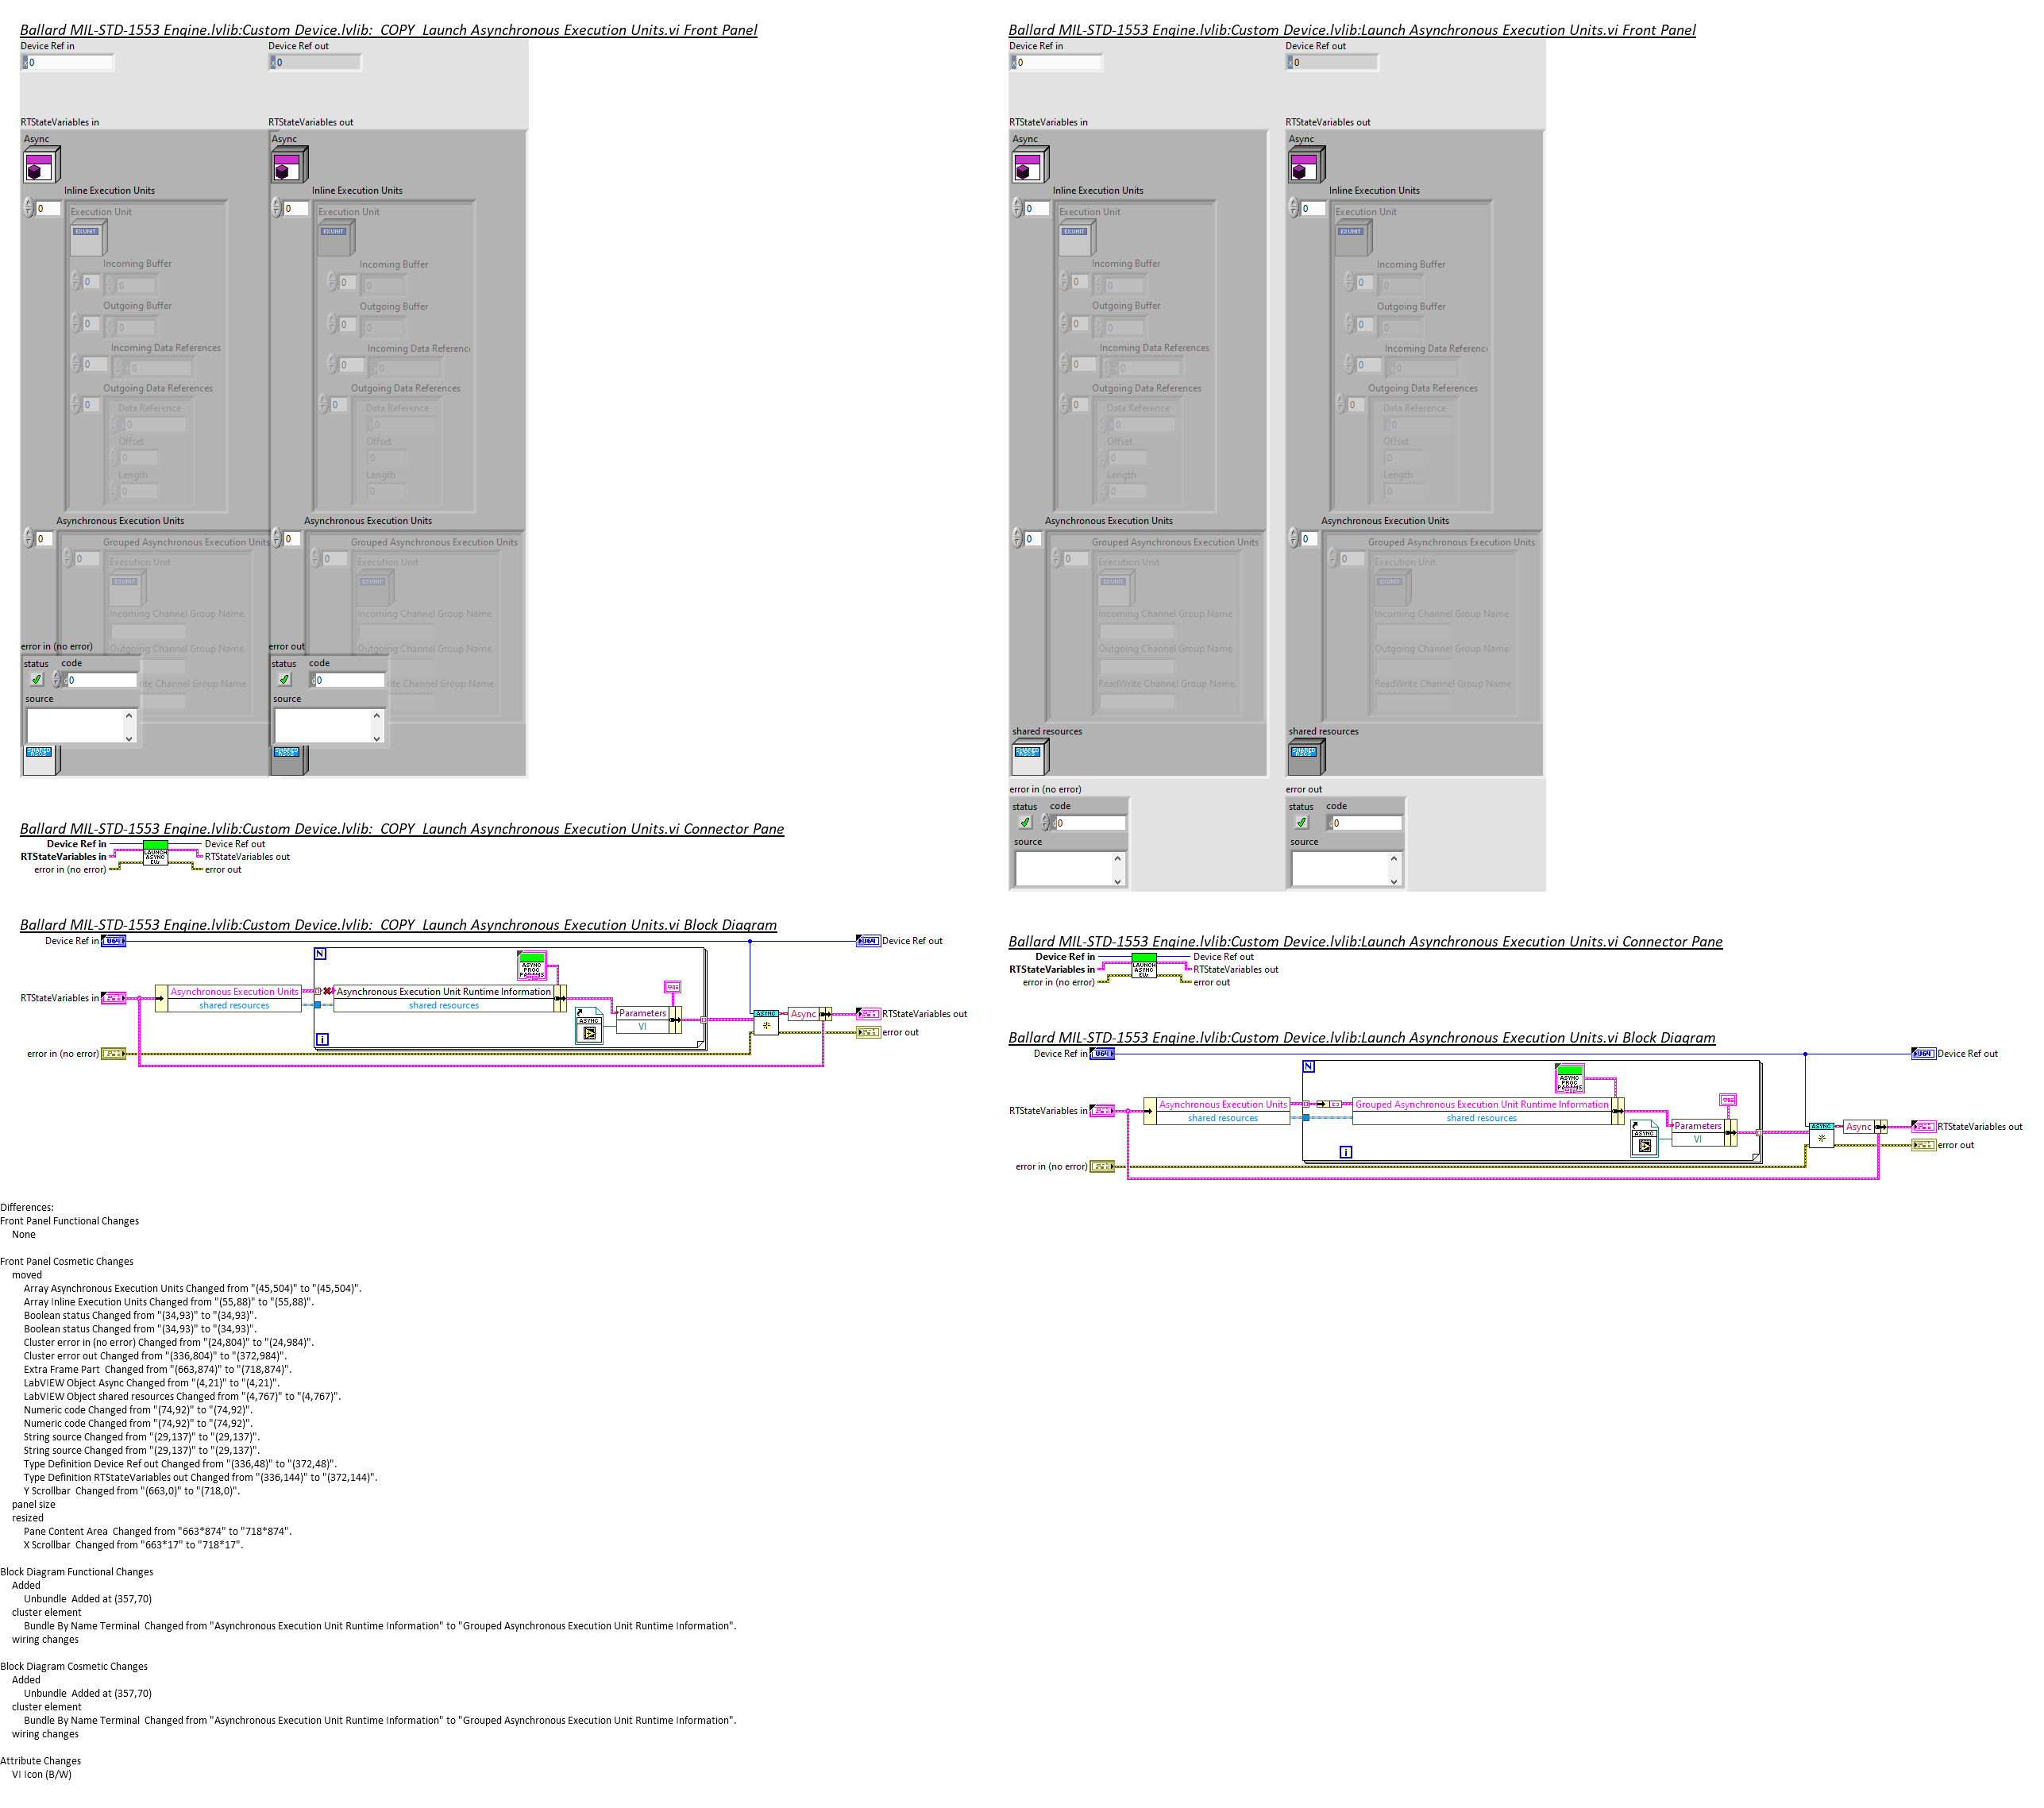 Ballard MIL-STD-1553 Engine.lvlib:Custom Device.lvlib:  COPY  Launch Asynchronous Execution Units.vi Front Panel
Device Ref in
Device Ref out
x 0
x 0
RTStateVariables in
RTStateVariables out
Async
Async
Inline Execution Units
Inline Execution Units
0
0
Execution Unit
Execution Unit
EXUNIT
EXUNIT
Incoming Buffer
Incoming Buffer
0
0
0
0
Outgoing Buffer
Outgoing Buffer
0
0
0
0
Incoming Data References
Incoming Data Referenc
0
0
0
0
Outgoing Data References
Outgoing Data References
0
0
Data Reference
Data Reference
0
0
Offset
Offset
0
0
Length
Length
0
0
Asynchronous Execution Units
Asynchronous Execution Units
0
0
Grouped Asynchronous Execution Units
Grouped Asynchronous Execution Units
0
0
Execution Unit
Execution Unit
EXUNIT
EXUNIT
Incoming Channel Group Name
Incoming Channel Group Name
error in (no error)
Outgoing Channel Group Name
error out
Outgoing Channel Group Name
status
code
status
code
0
ite Channel Group Name
0
ite Channel Group Name
source
source
SHARED
RSCS
SHARED
RSCS
Ballard MIL-STD-1553 Engine.lvlib:Custom Device.lvlib:  COPY  Launch Asynchronous Execution Units.vi Connector Pane
Device Ref in
Device Ref out
RTStateVariables in
LAUNCH
ASYNC
EUs
RTStateVariables out
error in (no error)
error out
Ballard MIL-STD-1553 Engine.lvlib:Custom Device.lvlib:  COPY  Launch Asynchronous Execution Units.vi Block Diagram
Device Ref in
U64
U64
Device Ref out
N
ASYNC
PROC
PARAMS
RTStateVariables in
Asynchronous Execution Units
shared resources
Asynchronous Execution Unit Runtime Information
shared resources
ASYNC
Parameters
VI
ASYNC
Async
RTStateVariables out
error out
i
error in (no error)
Ballard MIL-STD-1553 Engine.lvlib:Custom Device.lvlib:Launch Asynchronous Execution Units.vi Front Panel
Device Ref in
Device Ref out
x 0
x 0
RTStateVariables in
RTStateVariables out
Async
Async
Inline Execution Units
Inline Execution Units
0
0
Execution Unit
Execution Unit
EXUNIT
EXUNIT
Incoming Buffer
Incoming Buffer
0
0
0
0
Outgoing Buffer
Outgoing Buffer
0
0
0
0
Incoming Data References
Incoming Data Referenc
0
0
0
0
Outgoing Data References
Outgoing Data References
0
0
Data Reference
Data Reference
0
0
Offset
Offset
0
0
Length
Length
0
0
Asynchronous Execution Units
Asynchronous Execution Units
0
0
Grouped Asynchronous Execution Units
Grouped Asynchronous Execution Units
0
0
Execution Unit
Execution Unit
EXUNIT
EXUNIT
Incoming Channel Group Name
Incoming Channel Group Name
Outgoing Channel Group Name
Outgoing Channel Group Name
ReadWrite Channel Group Name
ReadWrite Channel Group Name
shared resources
shared resources
SHARED
RSCS
SHARED
RSCS
error in (no error)
error out
status
code
status
code
0
0
source
source
Ballard MIL-STD-1553 Engine.lvlib:Custom Device.lvlib:Launch Asynchronous Execution Units.vi Connector Pane
Device Ref in
Device Ref out
RTStateVariables in
LAUNCH
ASYNC
EUs
RTStateVariables out
error in (no error)
error out
Ballard MIL-STD-1553 Engine.lvlib:Custom Device.lvlib:Launch Asynchronous Execution Units.vi Block Diagram
Device Ref in
U64
U64
Device Ref out
N
ASYNC
PROC
PARAMS
RTStateVariables in
Asynchronous Execution Units
shared resources
Grouped Asynchronous Execution Unit Runtime Information
shared resources
ASYNC
Parameters
VI
ASYNC
Async
RTStateVariables out
error out
i
error in (no error)
Differences:
Front Panel Functional Changes
None
Front Panel Cosmetic Changes
moved
Array Asynchronous Execution Units Changed from "(45,504)" to "(45,504)".
Array Inline Execution Units Changed from "(55,88)" to "(55,88)".
Boolean status Changed from "(34,93)" to "(34,93)".
Boolean status Changed from "(34,93)" to "(34,93)".
Cluster error in (no error) Changed from "(24,804)" to "(24,984)".
Cluster error out Changed from "(336,804)" to "(372,984)".
Extra Frame Part  Changed from "(663,874)" to "(718,874)".
LabVIEW Object Async Changed from "(4,21)" to "(4,21)".
LabVIEW Object shared resources Changed from "(4,767)" to "(4,767)".
Numeric code Changed from "(74,92)" to "(74,92)".
Numeric code Changed from "(74,92)" to "(74,92)".
String source Changed from "(29,137)" to "(29,137)".
String source Changed from "(29,137)" to "(29,137)".
Type Definition Device Ref out Changed from "(336,48)" to "(372,48)".
Type Definition RTStateVariables out Changed from "(336,144)" to "(372,144)".
Y Scrollbar  Changed from "(663,0)" to "(718,0)".
panel size
resized
Pane Content Area  Changed from "663*874" to "718*874".
X Scrollbar  Changed from "663*17" to "718*17".
Block Diagram Functional Changes
Added
Unbundle  Added at (357,70)
cluster element
Bundle By Name Terminal  Changed from "Asynchronous Execution Unit Runtime Information" to "Grouped Asynchronous Execution Unit Runtime Information".
wiring changes
Block Diagram Cosmetic Changes
Added
Unbundle  Added at (357,70)
cluster element
Bundle By Name Terminal  Changed from "Asynchronous Execution Unit Runtime Information" to "Grouped Asynchronous Execution Unit Runtime Information".
wiring changes
Attribute Changes
VI Icon (B/W)